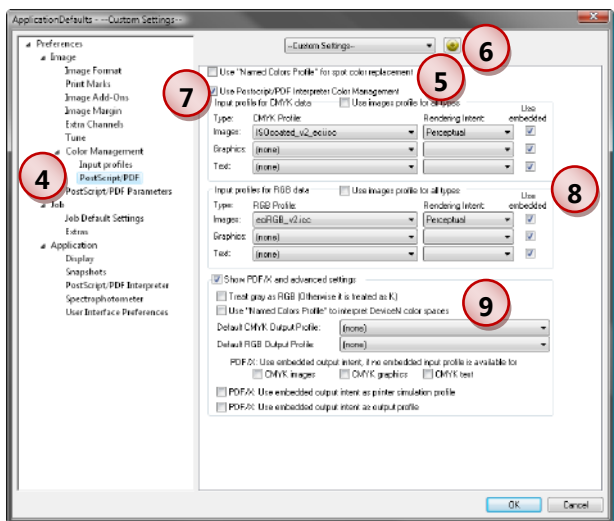 ApplicationDefaults - --Custom Settings--
Preferences
Image
Image Format
Print Marks
Image Add-Ons
Image Margin
Extra Channels
Tune
Color Management
Input profiles
4
PostScript/PDF
PostScript/PDF Parameters
Job
Job Default Settings
Extras
Application
Display
Snapshots
PostScript/PDF Interpreter
Spectrophotometer
User Interface Preferences
--Custom Settings--
6
Use "Named Colors Profile" for spot color replacement
5
7
Use Postscript/PDF Interpreter Color Management
Input profils for CMYK data Use images profile for all types Use
Type: CMYK Profile: Rendering Intent: embedded
Images: ISOcoated_v2_eci.icc Perceptual
Graphics: (none)
Text: (none)
8
Input profiles for RGB data Use images profile for all types Use
Type: RGB Profile: Rendering Intent: embedded
Images: eciRGB_v2.icc Perceptual
Graphics: (none)
Text: (none)
Show PDF/X and advanced settings
9
Treat gray as RGB (Otherwise it is treated as K)
Use "Named Colors Profile" to interpret DeviceN color spaces
Default CMYK Output Profile: (none)
Default RGB Output Profile: (none)
PDF/X: Use embedded output intent, if no embedded input profile is available for
CMYK images CMYK graphics CMYK text
PDF/X: Use embedded output intent as printer simulation profile
PDF/X: Use embedded output intent as output profile
OK Cancel